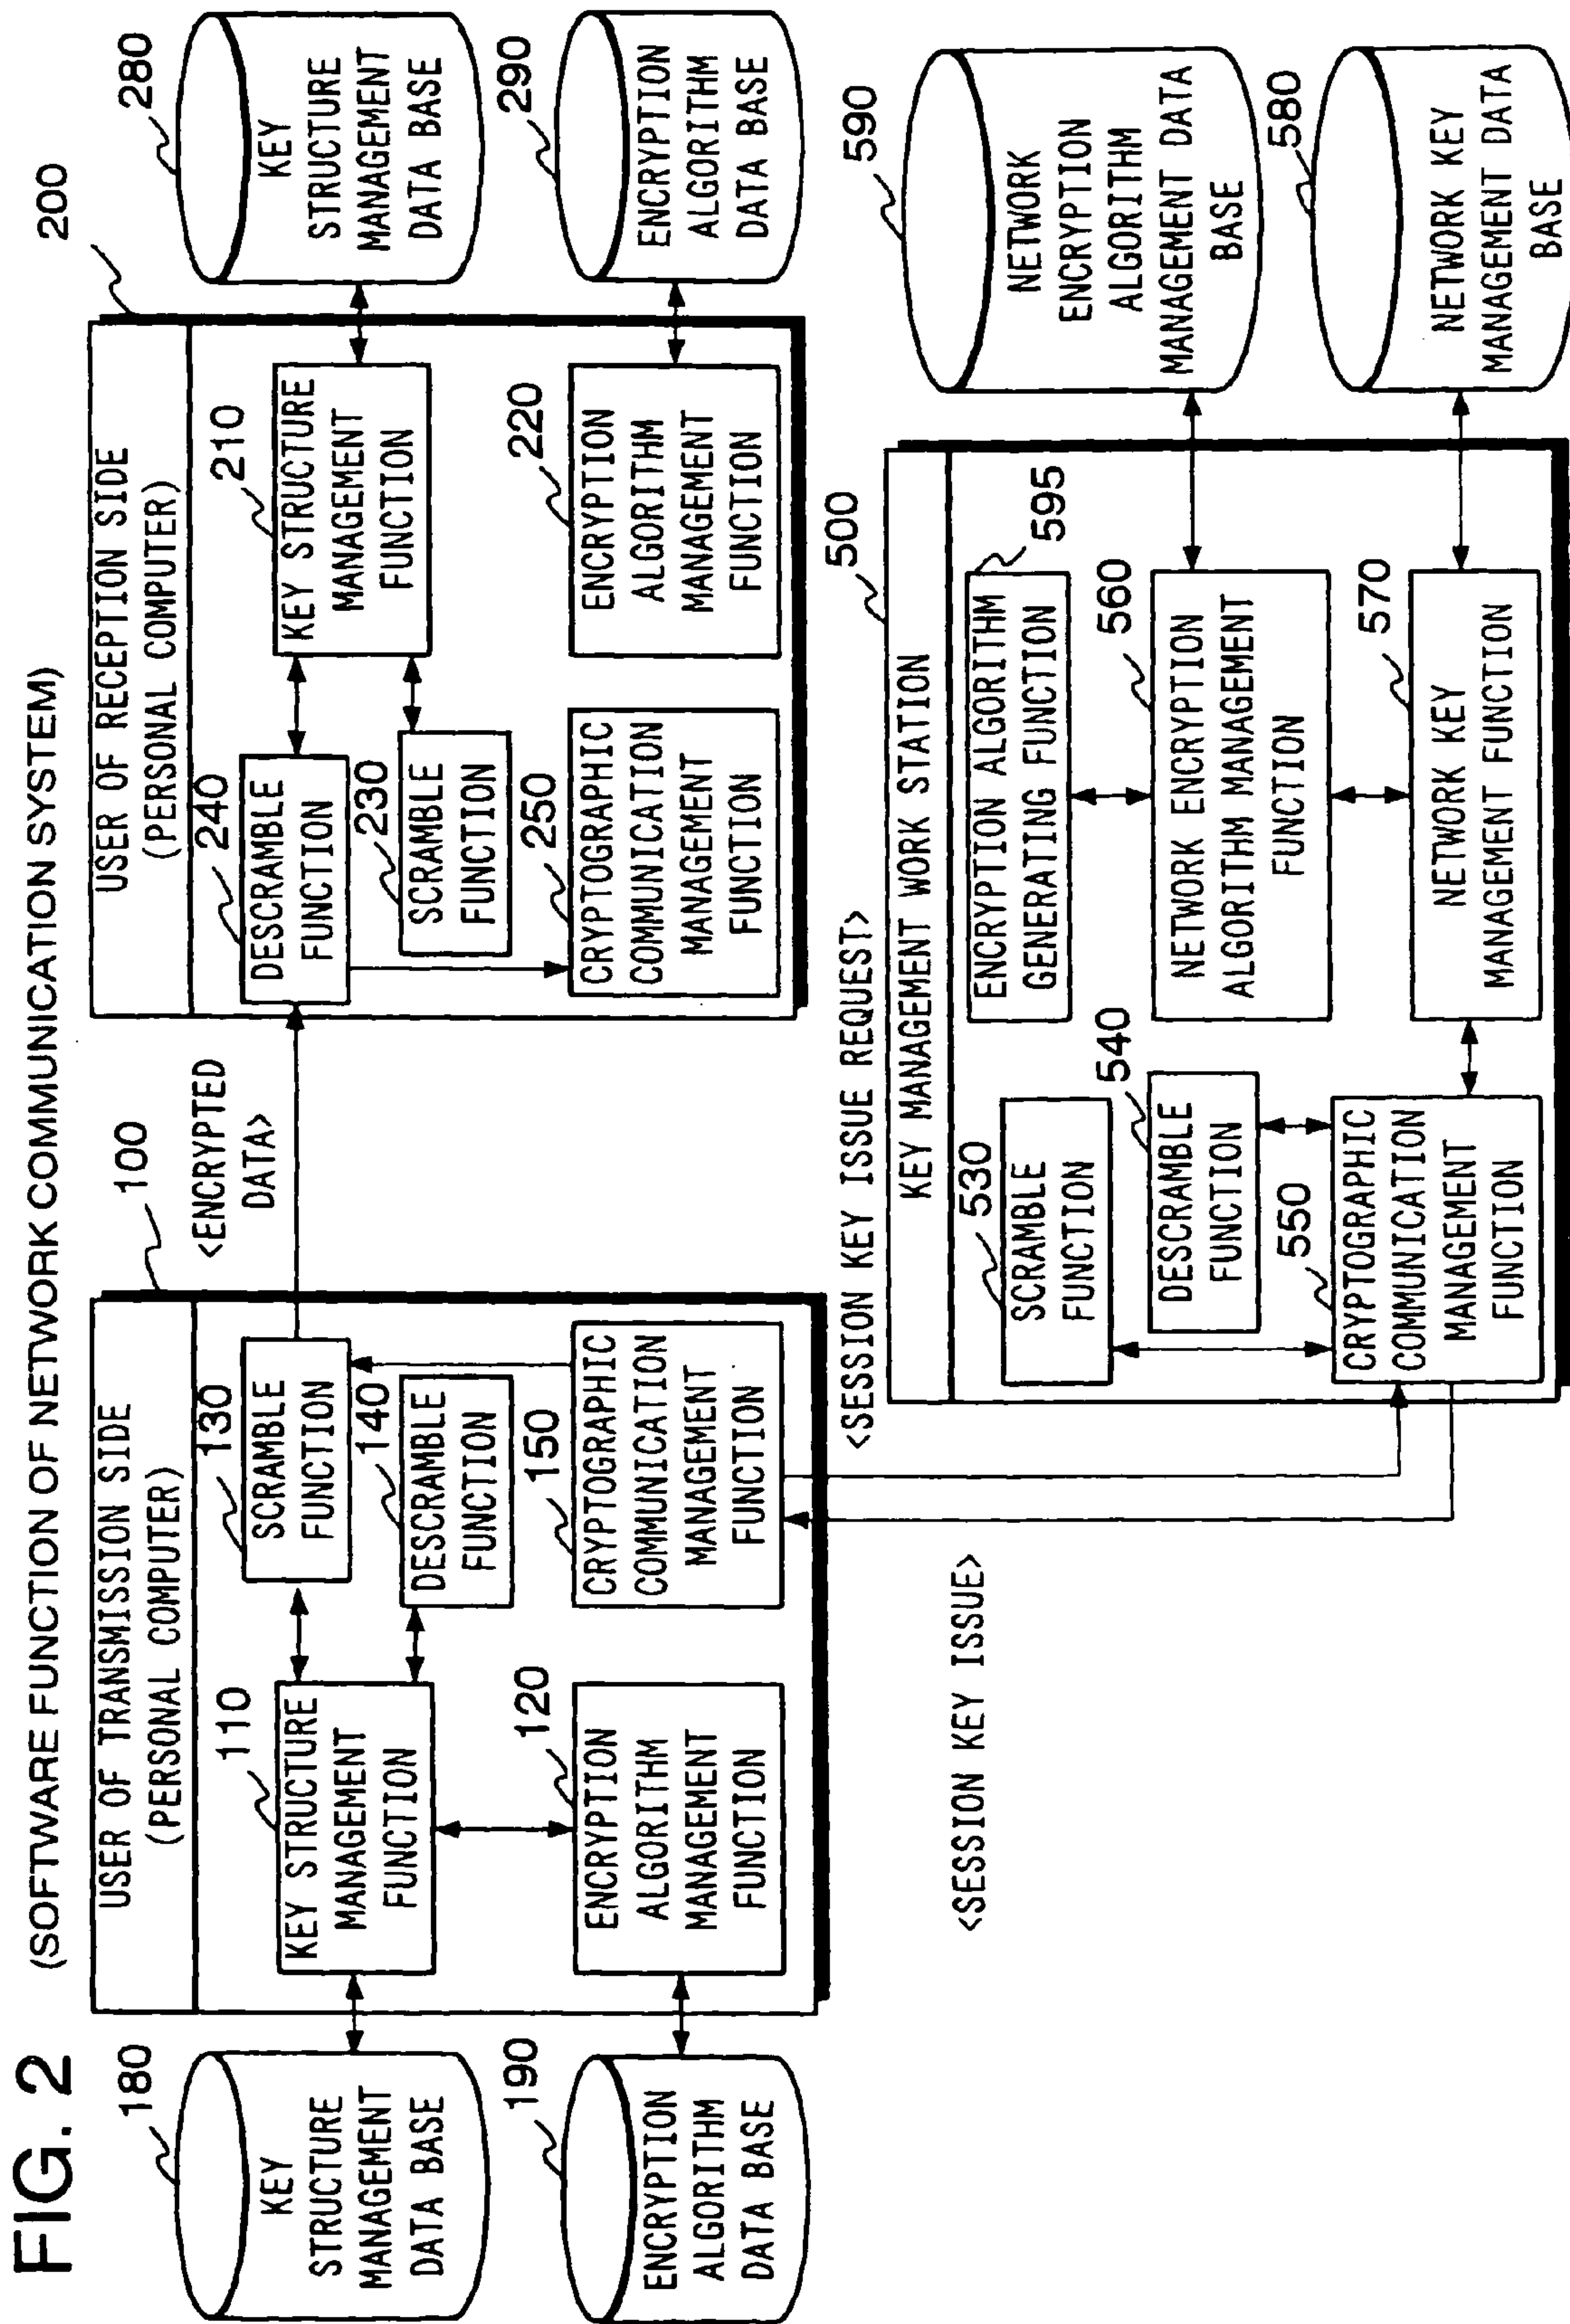 FIG. 2
(SOFTWARE FUNCTION OF NETWORK COMMUNICATION SYSTEM)
180
KEY
STRUCTURE
MANAGEMENT
DATA BASE
190
ENCRYPTION
ALGORITHM
DATA BASE
100
USER OF TRANSMISSION SIDE
(PERSONAL COMPUTER)
110
KEY STRUCTURE
MANAGEMENT
FUNCTION
120
ENCRYPTION
ALGORITHM
MANAGEMENT
FUNCTION
130
SCRAMBLE
FUNCTION
140
DESCRAMBLE
FUNCTION
150
CRYPTOGRAPHIC
COMMUNICATION
MANAGEMENT
FUNCTION
<ENCRYPTED
DATA>
200
USER OF RECEPTION SIDE
(PERSONAL COMPUTER)
240
DESCRAMBLE
FUNCTION
230
SCRAMBLE
FUNCTION
250
CRYPTOGRAPHIC
COMMUNICATION
MANAGEMENT
FUNCTION
210
KEY STRUCTURE
MANAGEMENT
FUNCTION
220
ENCRYPTION
ALGORITHM
MANAGEMENT
FUNCTION
280
KEY
STRUCTURE
MANAGEMENT
DATA BASE
290
ENCRYPTION
ALGORITHM
DATA BASE
<SESSION KEY ISSUE REQUEST>
<SESSION KEY ISSUE>
500
KEY MANAGEMENT WORK STATION
530
SCRAMBLE
FUNCTION
540
DESCRAMBLE
FUNCTION
550
CRYPTOGRAPHIC
COMMUNICATION
MANAGEMENT
FUNCTION
ENCRYPTION ALGORITHM
GENERATING FUNCTION
595
560
NETWORK ENCRYPTION
ALGORITHM MANAGEMENT
FUNCTION
570
NETWORK KEY
MANAGEMENT FUNCTION
590
NETWORK
ENCRYPTION
ALGORITHM
MANAGEMENT DATA
BASE
580
NETWORK KEY
MANAGEMENT DATA
BASE